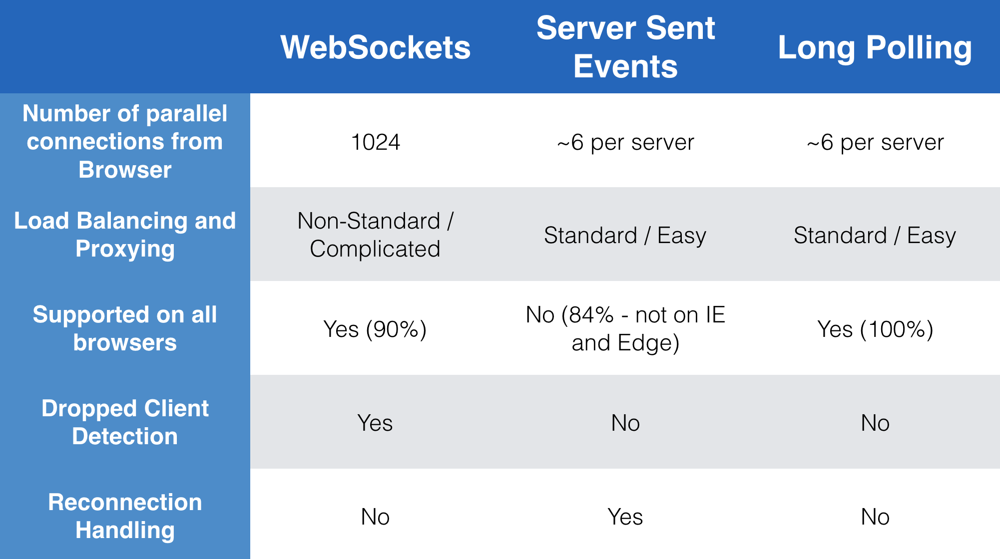 WebSockets
Server Sent
Events
Long Polling
Number of parallel
connections from
Browser
1024
~6 per server
~6 per server
Load Balancing and
Proxying
Non-Standard /
Complicated
Standard / Easy
Standard / Easy
Supported on all
browsers
Yes (90%)
No (84% - not on IE
and Edge)
Yes (100%)
Dropped Client
Detection
Yes
No
No
Reconnection
Handling
No
Yes
No